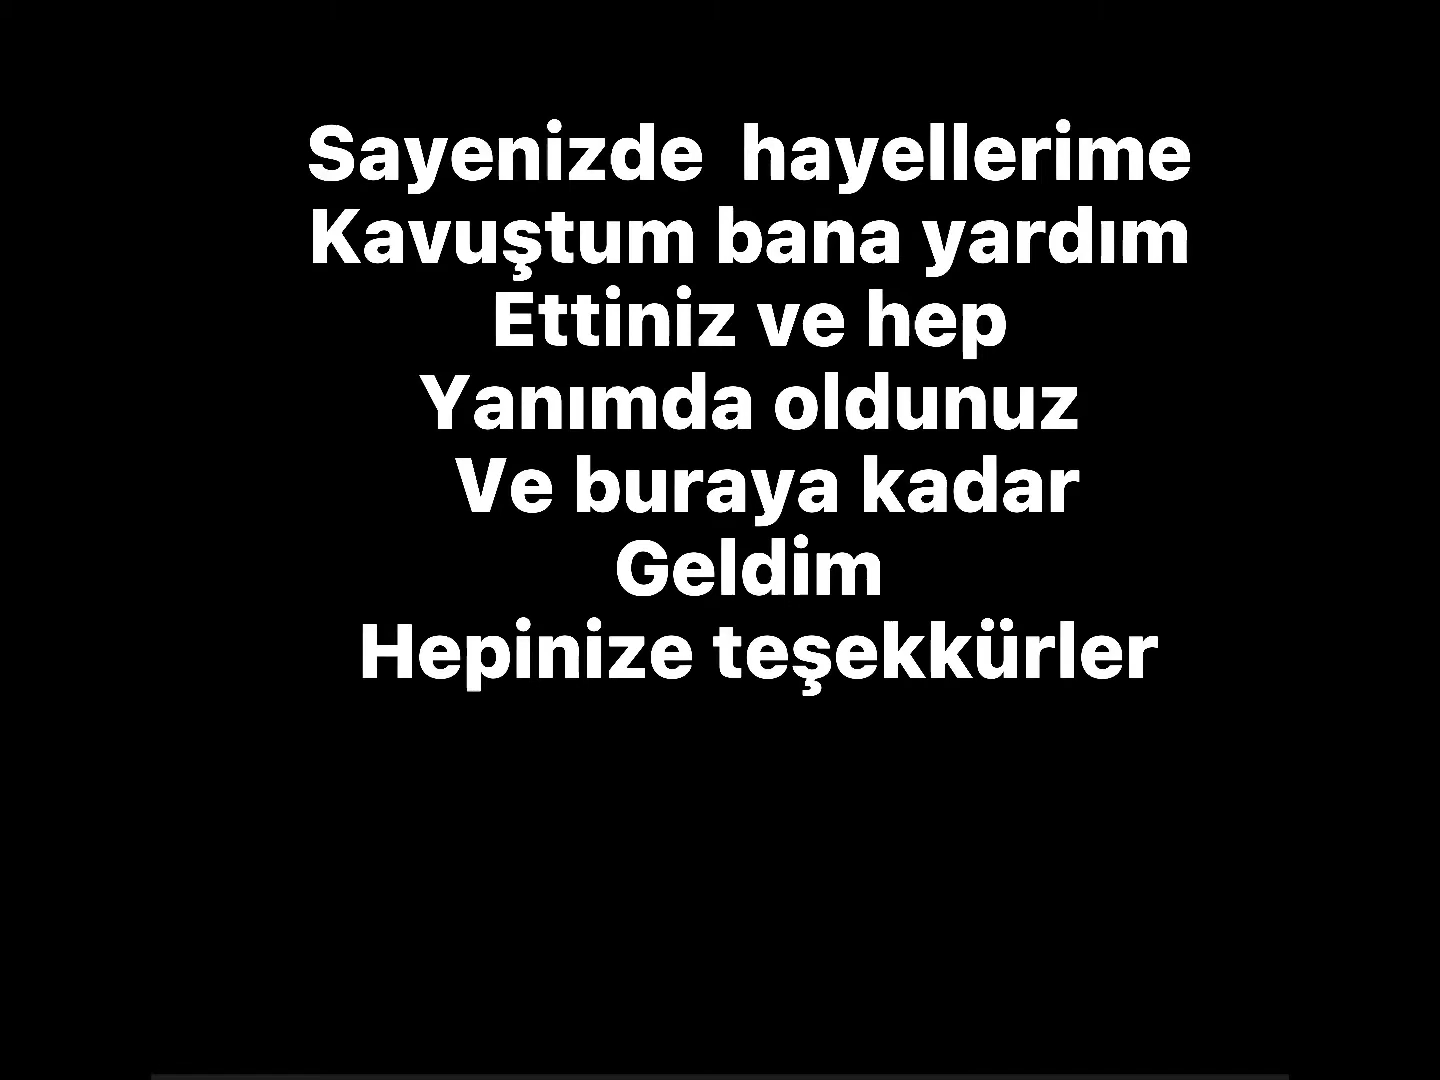 Sayenizde  hayellerime
Kavuştum bana yardım
Ettiniz ve hep
Yanımda oldunuz
Ve buraya kadar
Geldim
Hepinize teşekkürler